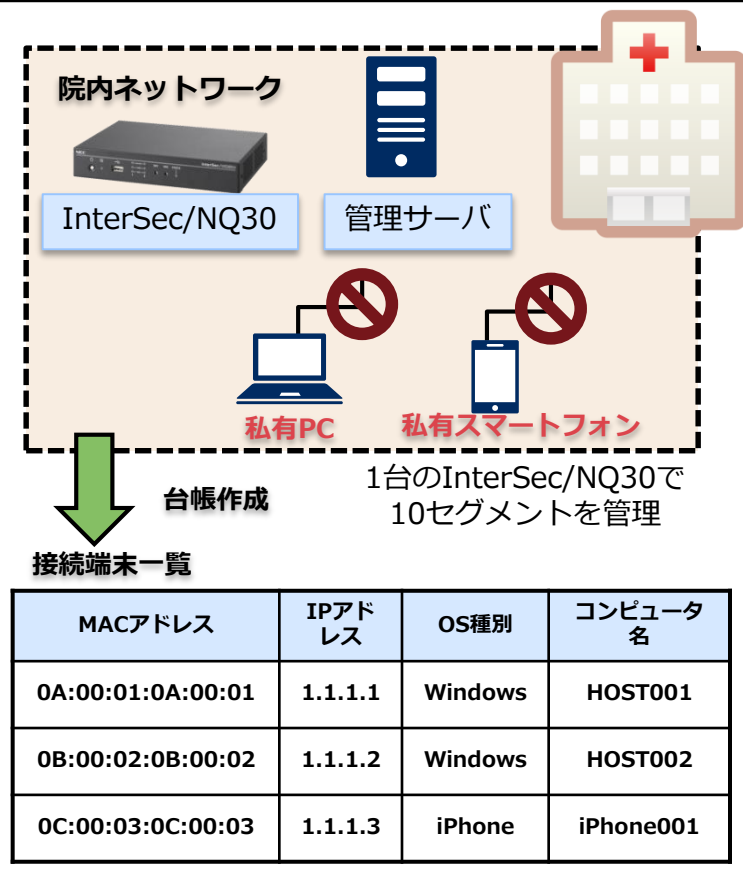 院内ネットワーク
InterSec/NQ30
管理サーバ
私有PC
私有スマートフォン
1台のInterSec/NQ30で
10セグメントを管理
台帳作成
接続端末一覧
MACアドレス
IPアド
レス
OS種別
コンピュータ
名
0A:00:01:0A:00:01
1.1.1.1
Windows
HOST001
0B:00:02:0B:00:02
1.1.1.2
Windows
HOST002
0C:00:03:0C:00:03
1.1.1.3
iPhone
iPhone001